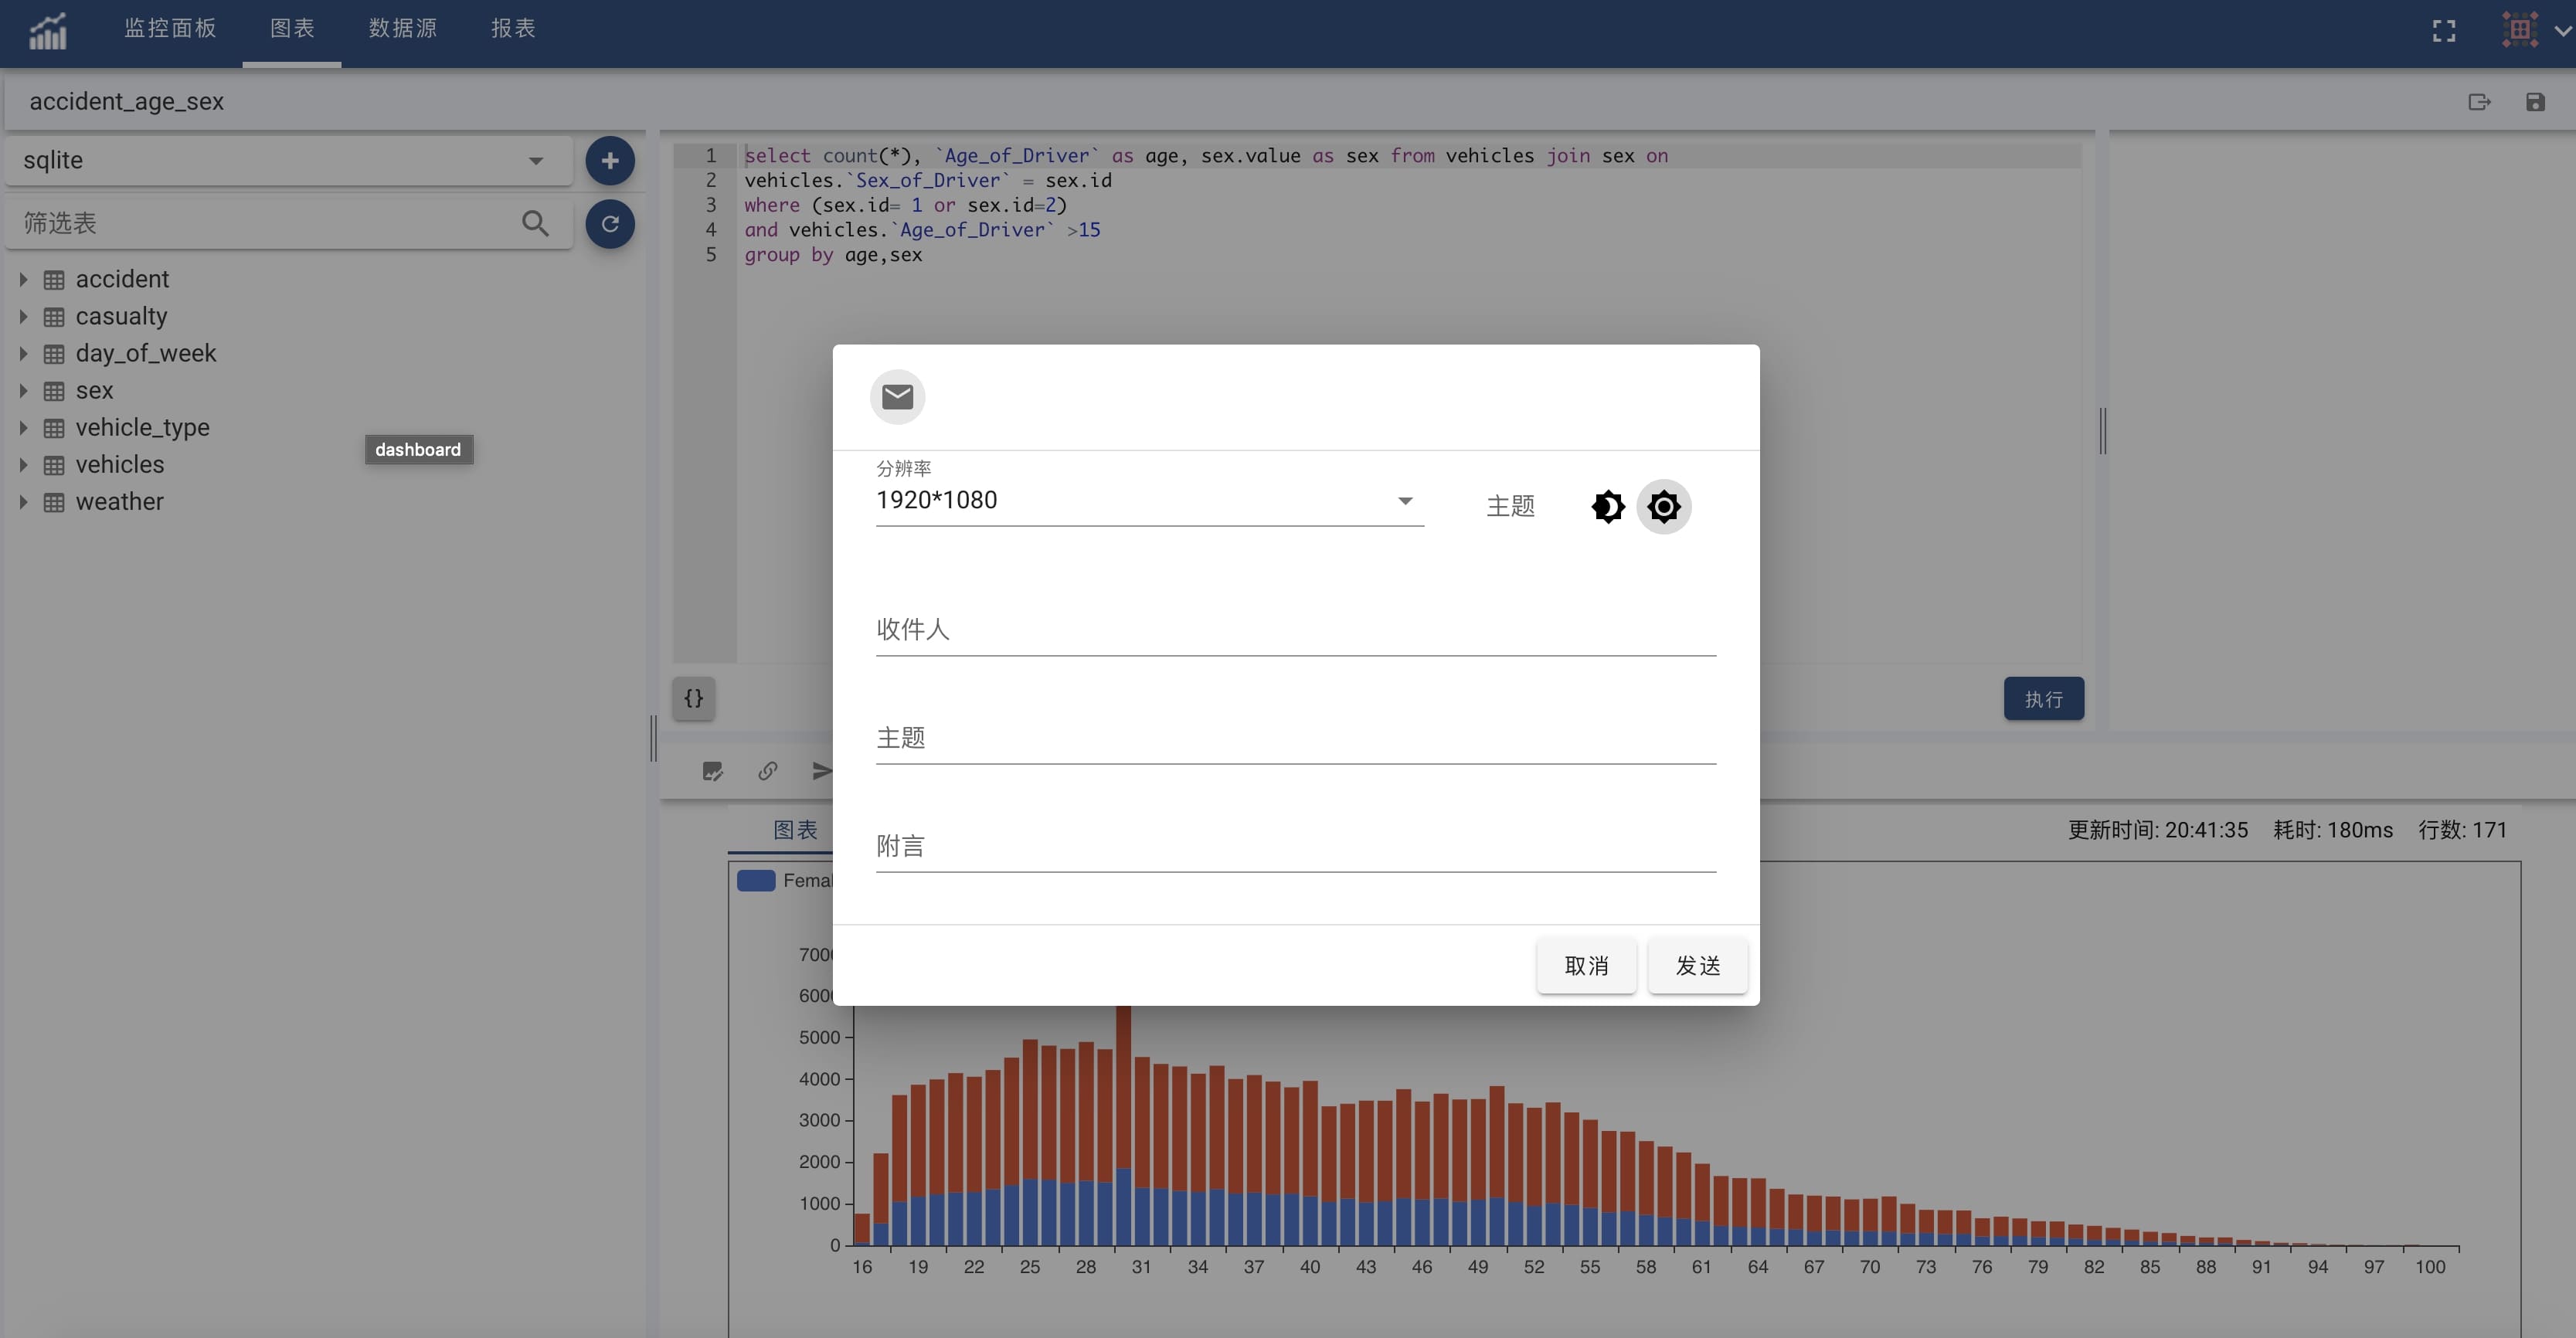 监控面板
图表
数据源
报表
accident_age_sex
sqlite
筛选表
accident
casualty
day_of_week
sex
vehicle_type
vehicles
weather
dashboard
1 select count(*), `Age_of_Driver` as age, sex.value as sex from vehicles join sex on
2 vehicles.`Sex_of_Driver` = sex.id
3 where (sex.id= 1 or sex.id=2)
4 and vehicles.`Age_of_Driver` >15
5 group by age,sex
{}
执行
分辨率
1920*1080
主题
收件人
主题
附言
取消
发送
图表
更新时间: 20:41:35 耗时: 180ms 行数: 171
5000
4000
3000
2000
1000
0
16 19 22 25 28 31 34 37 40 43 46 49 52 55 58 61 64 67 70 73 76 79 82 85 88 91 94 97 100